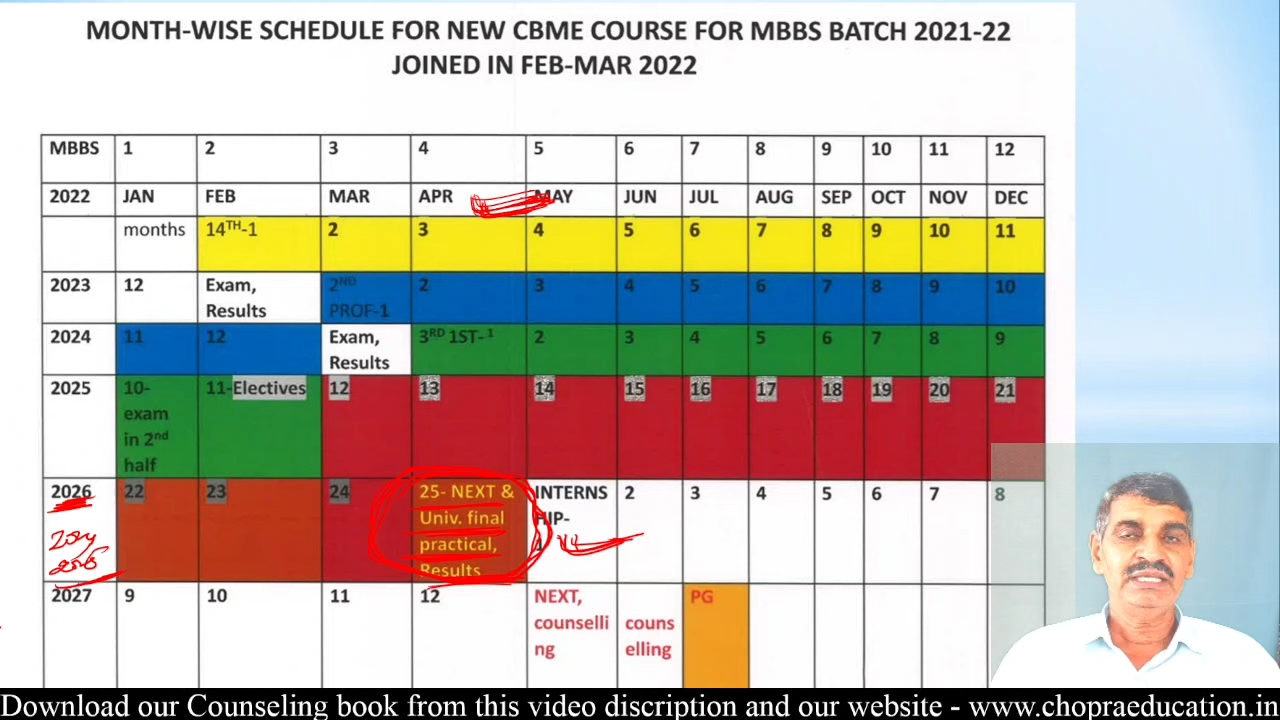 MONTH-WISE SCHEDULE FOR NEW CBME COURSE FOR MBBS BATCH 2021-22
JOINED IN FEB-MAR 2022
MBBS 1 2 3 4 5 6 7 8 9 10 11 12
2022 JAN FEB MAR APR MAY JUN JUL AUG SEP OCT NOV DEC
months 14TH-1 2 3 4 5 6 7 8 9 10 11
2023 12 Exam, Results 2ND PROF-1 2 3 4 5 6 7 8 9 10
2024 11 12 Exam, Results 3RD 1ST-1 2 3 4 5 6 7 8 9
2025 10-exam in 2nd half 11-Electives 12 13 14 15 16 17 18 19 20 21
2026 22 23 24 25- NEXT & Univ. final practical, Results INTERNSHIP- 2 3 4 5 6 7 8
2027 9 10 11 12 NEXT, counselling counselling PG
Download our Counseling book from this video discription and our website - www.chopraeducation.in